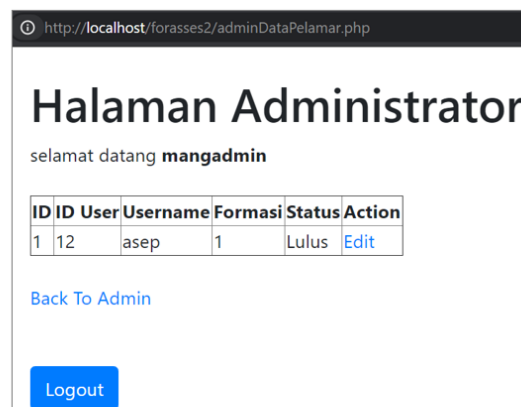 http://localhost/forasses2/adminDataPelamar.php
Halaman Administrator
selamat datang mangadmin
ID ID User Username Formasi Status Action
1 12 asep 1 Lulus Edit
Back To Admin
Logout